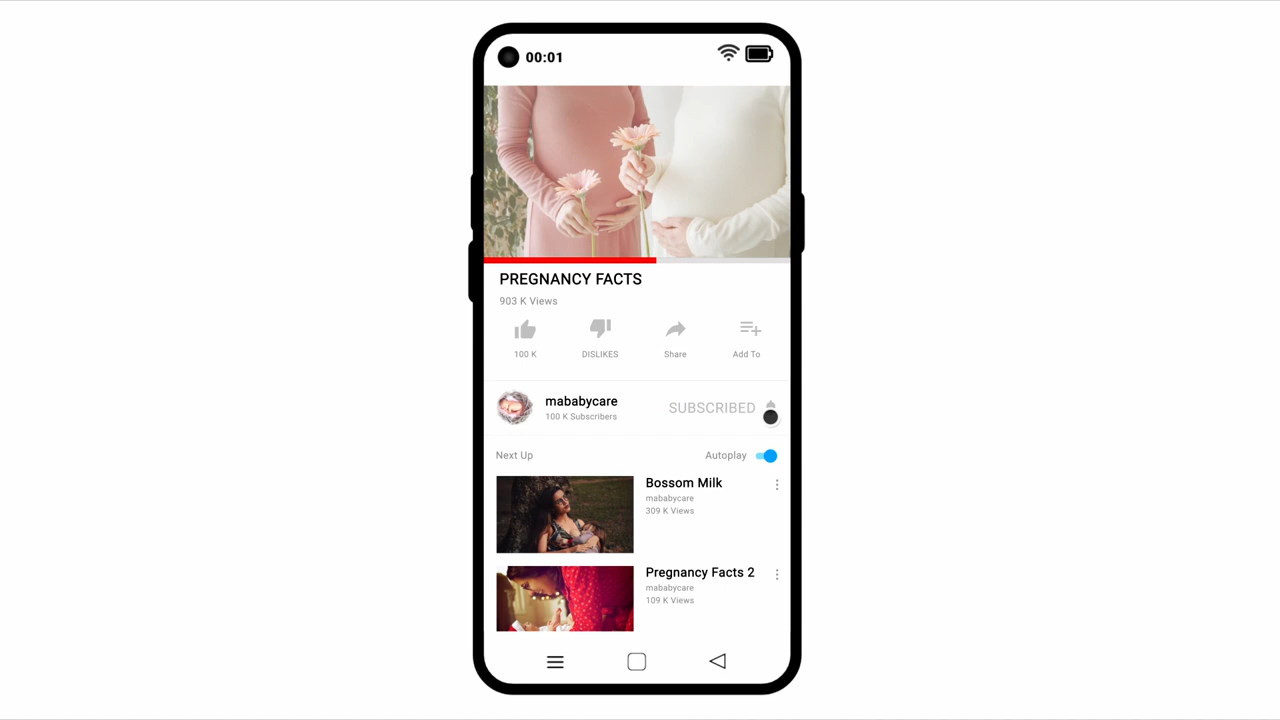 00:01
PREGNANCY FACTS
903 K Views
100 K
DISLIKES
Share
Add To
mababycare
100 K Subscribers
SUBSCRIBED
Next Up
Autoplay
Bossom Milk
mababycare
309 K Views
Pregnancy Facts 2
mababycare
109 K Views